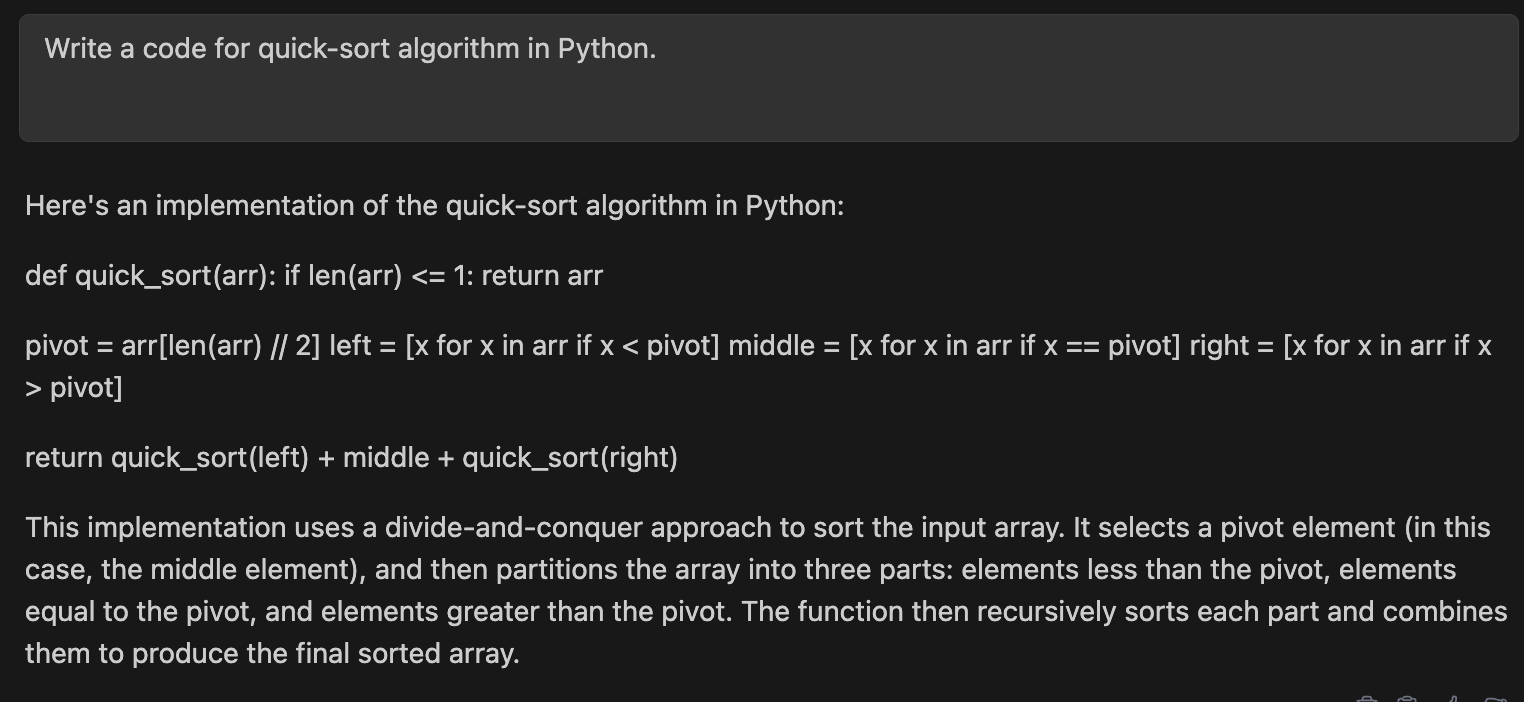 Write a code for quick-sort algorithm in Python.
Here's an implementation of the quick-sort algorithm in Python:
def quick_sort(arr): if len(arr) <= 1: return arr
pivot = arr[len(arr) // 2] left = [x for x in arr if x < pivot] middle = [x for x in arr if x == pivot] right = [x for x in arr if x
> pivot]
return quick_sort(left) + middle + quick_sort(right)
This implementation uses a divide-and-conquer approach to sort the input array. It selects a pivot element (in this
case, the middle element), and then partitions the array into three parts: elements less than the pivot, elements
equal to the pivot, and elements greater than the pivot. The function then recursively sorts each part and combines
them to produce the final sorted array.